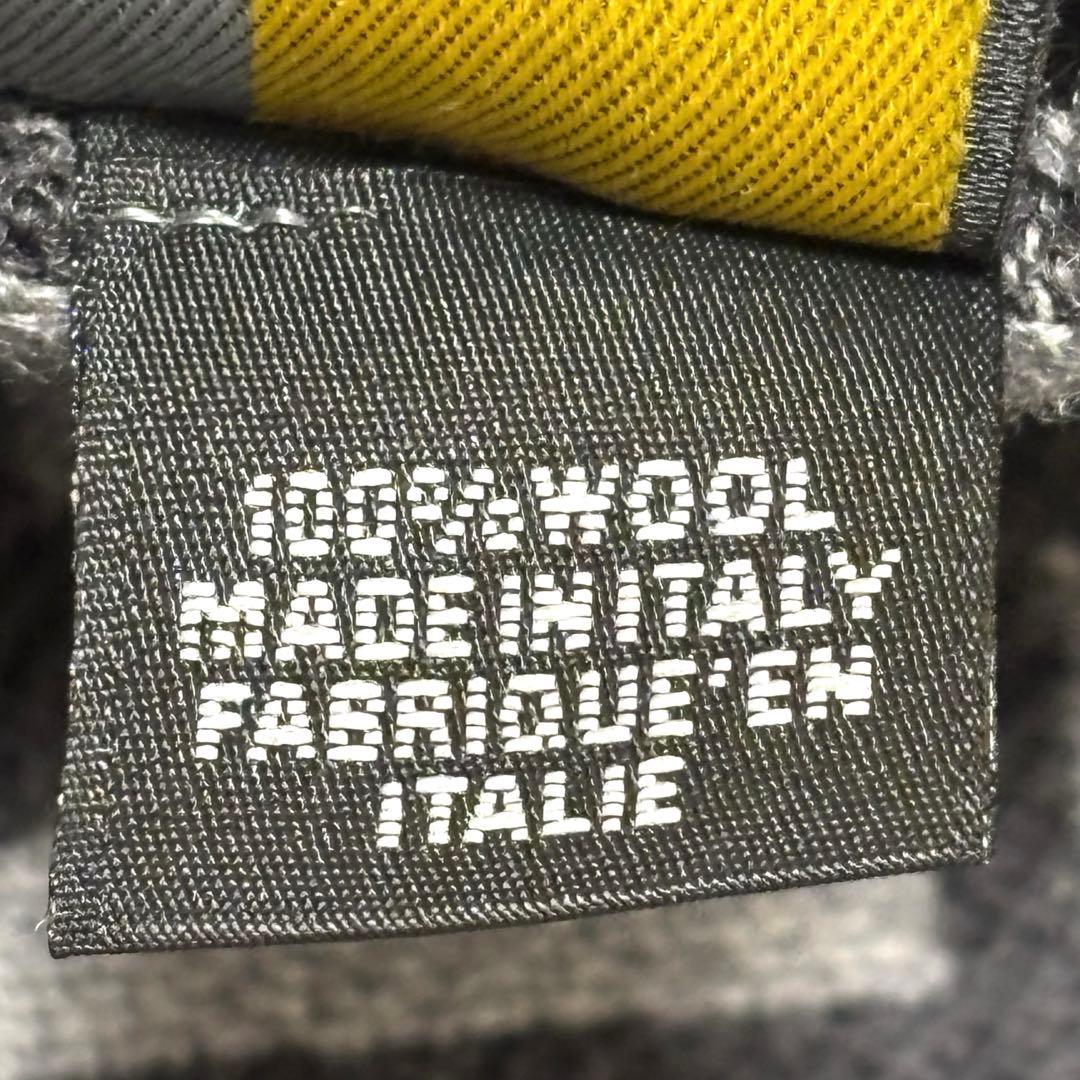 100% WOOL
MADE IN ITALY
FABRIQUE' EN
ITALIE